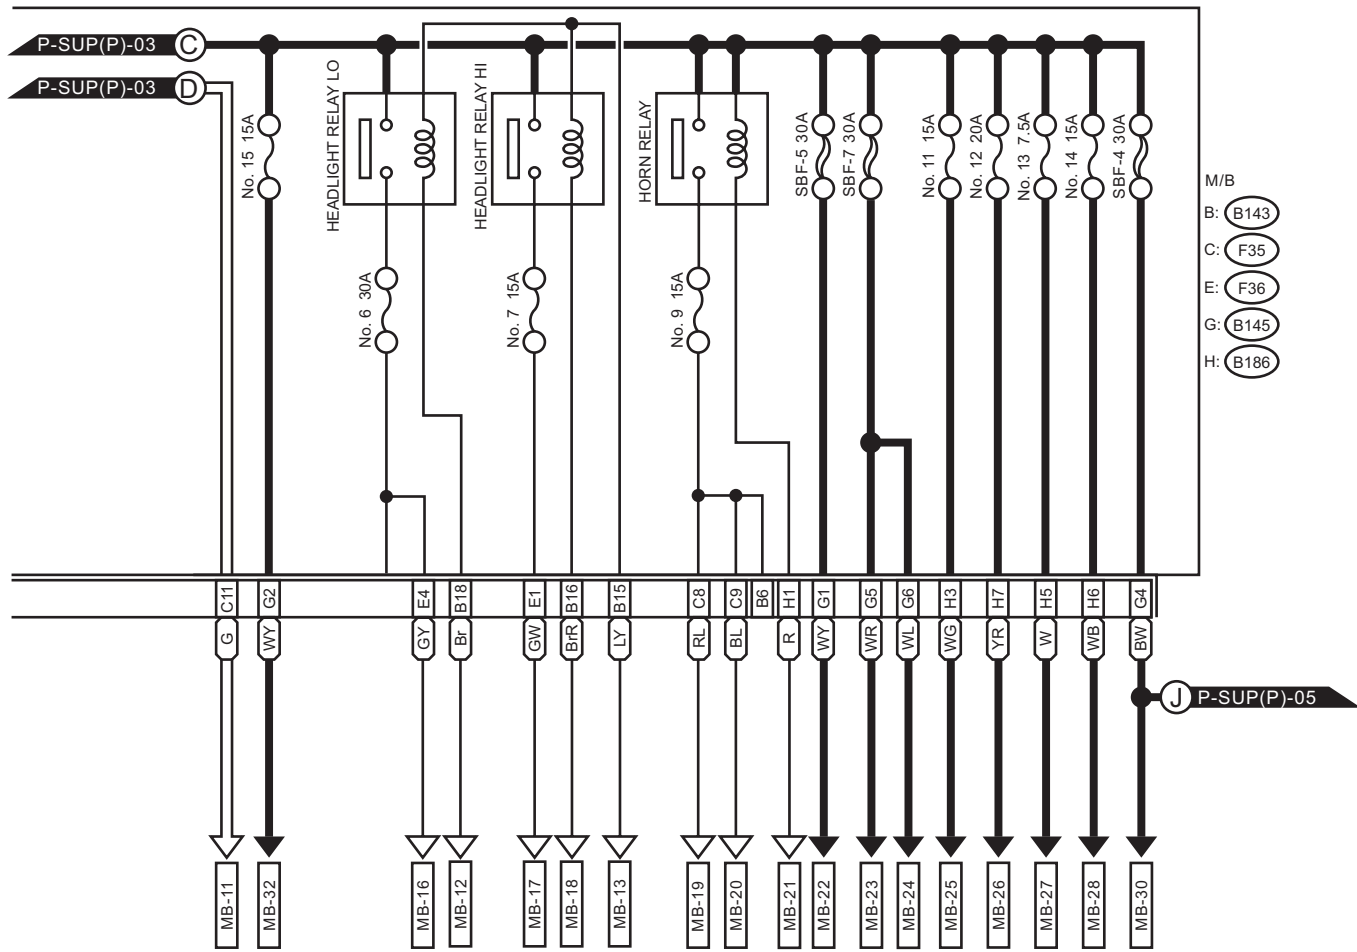 P-SUP(P)-03
C
P-SUP(P)-03
D
No. 15 15A
HEADLIGHT RELAY LO
HEADLIGHT RELAY HI
HORN RELAY
SBF-5 30A
SBF-7 30A
No. 11 15A
No. 12 20A
No. 13 7.5A
No. 14 15A
SBF-4 30A
M/B
B: B143
C: F35
E: F36
G: B145
H: B186
No. 6 30A
No. 7 15A
No. 9 15A
C11
G2
E4
B18
E1
B16
B15
C8
C9
B6
H1
G1
G5
G6
H3
H7
H5
H6
G4
G
WY
GY
Br
GW
BrR
LY
RL
BL
R
WY
WR
WL
WG
YR
W
WB
BW
J
P-SUP(P)-05
MB-11
MB-32
MB-16
MB-12
MB-17
MB-18
MB-13
MB-19
MB-20
MB-21
MB-22
MB-23
MB-24
MB-25
MB-26
MB-27
MB-28
MB-30